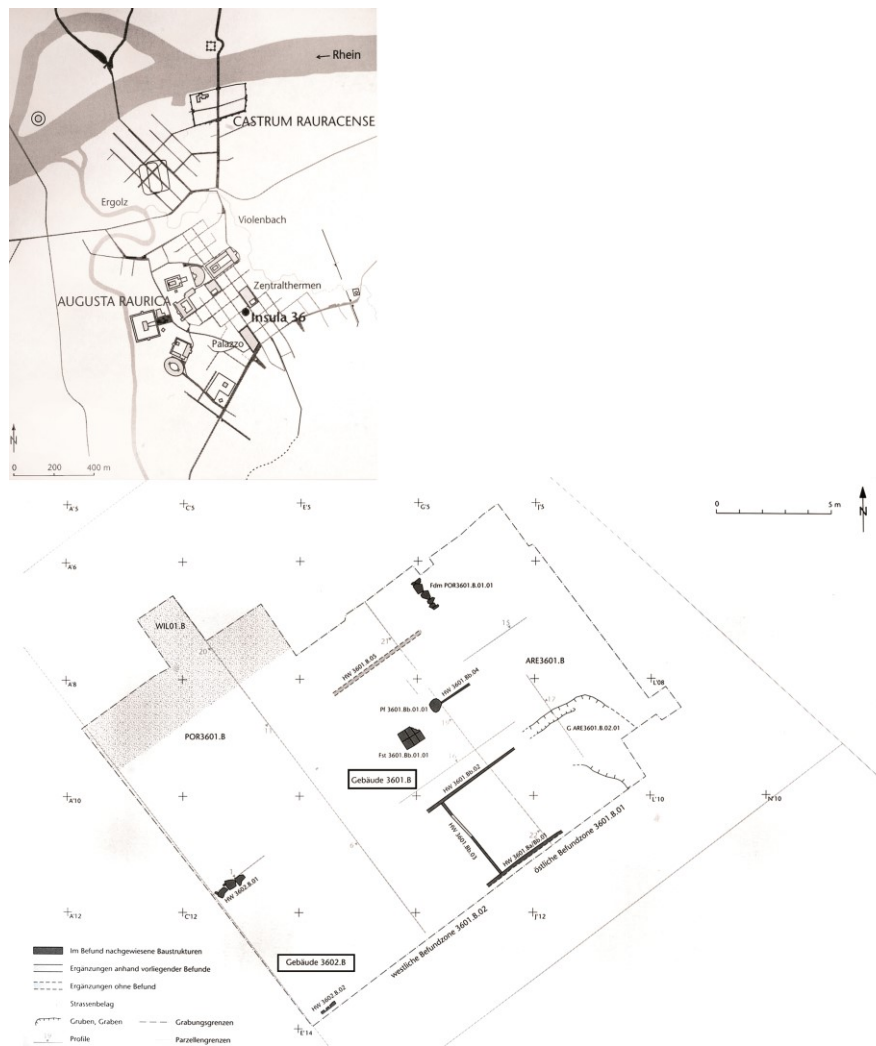 Rhein
CASTRUM RAURACENSE
Ergolz
Violenbach
Zentralthermen
AUGUSTA RAURICA
Insula 36
Palazzo
N
0 200 400 m
A'5
C'5
E'5
G'5
I'5
0 5 m
N
A'6
Fdm POR3601.B.01.01
WIL01.B
20
21
15
HW 3601.B.05
HW 3601.Bb.04
ARE3601.B
A'8
L'08
Pf 3601.Bb.01.01
17
POR3601.B
G ARE3601.B.02.01
Fst 3601.Bb.01.01
Gebäude 3601.B
HW 3601.Bb.02
A'10
L'10
N'10
HW 3601.Bb.03
HW 3601.Ba/Bb.01
östliche Befundzone 3601.B.01
HW 3602.B.01
A'12
C'12
I'12
westliche Befundzone 3601.B.02
Im Befund nachgewiesene Baustrukturen
Gebäude 3602.B
Ergänzungen anhand vorliegender Befunde
Ergänzungen ohne Befund
HW 3602.B.02
Strassenbelag
Gruben, Graben
Grabungsgrenzen
E'14
Profile
Parzellengrenzen